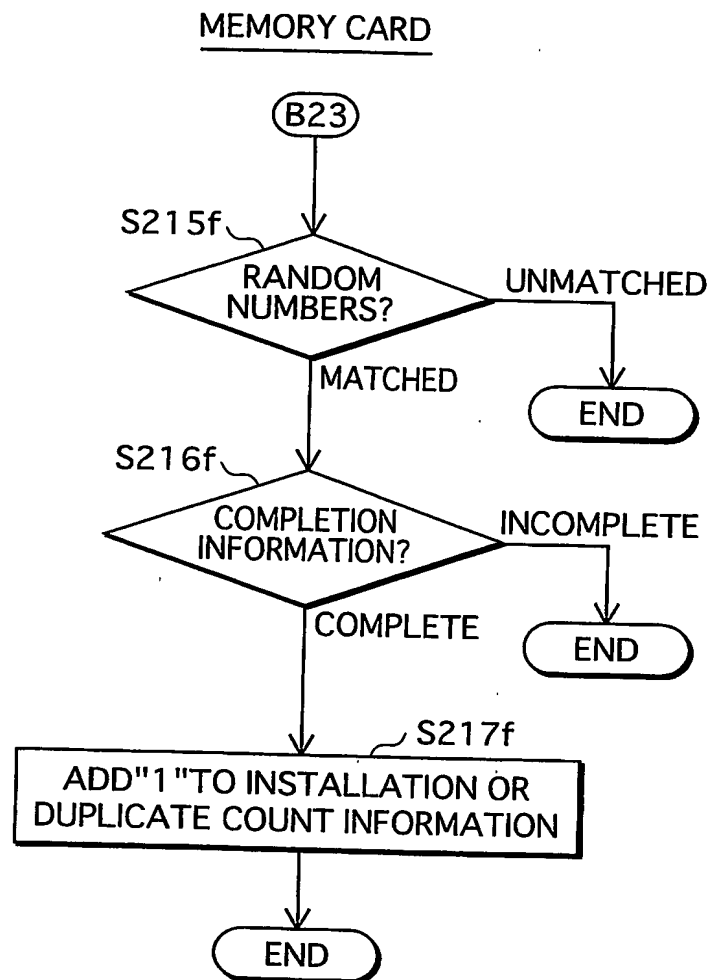 MEMORY CARD
B23
S215f
RANDOM
NUMBERS?
UNMATCHED
MATCHED
END
S216f
COMPLETION
INFORMATION?
INCOMPLETE
COMPLETE
END
S217f
ADD"1"TO INSTALLATION OR
DUPLICATE COUNT INFORMATION
END